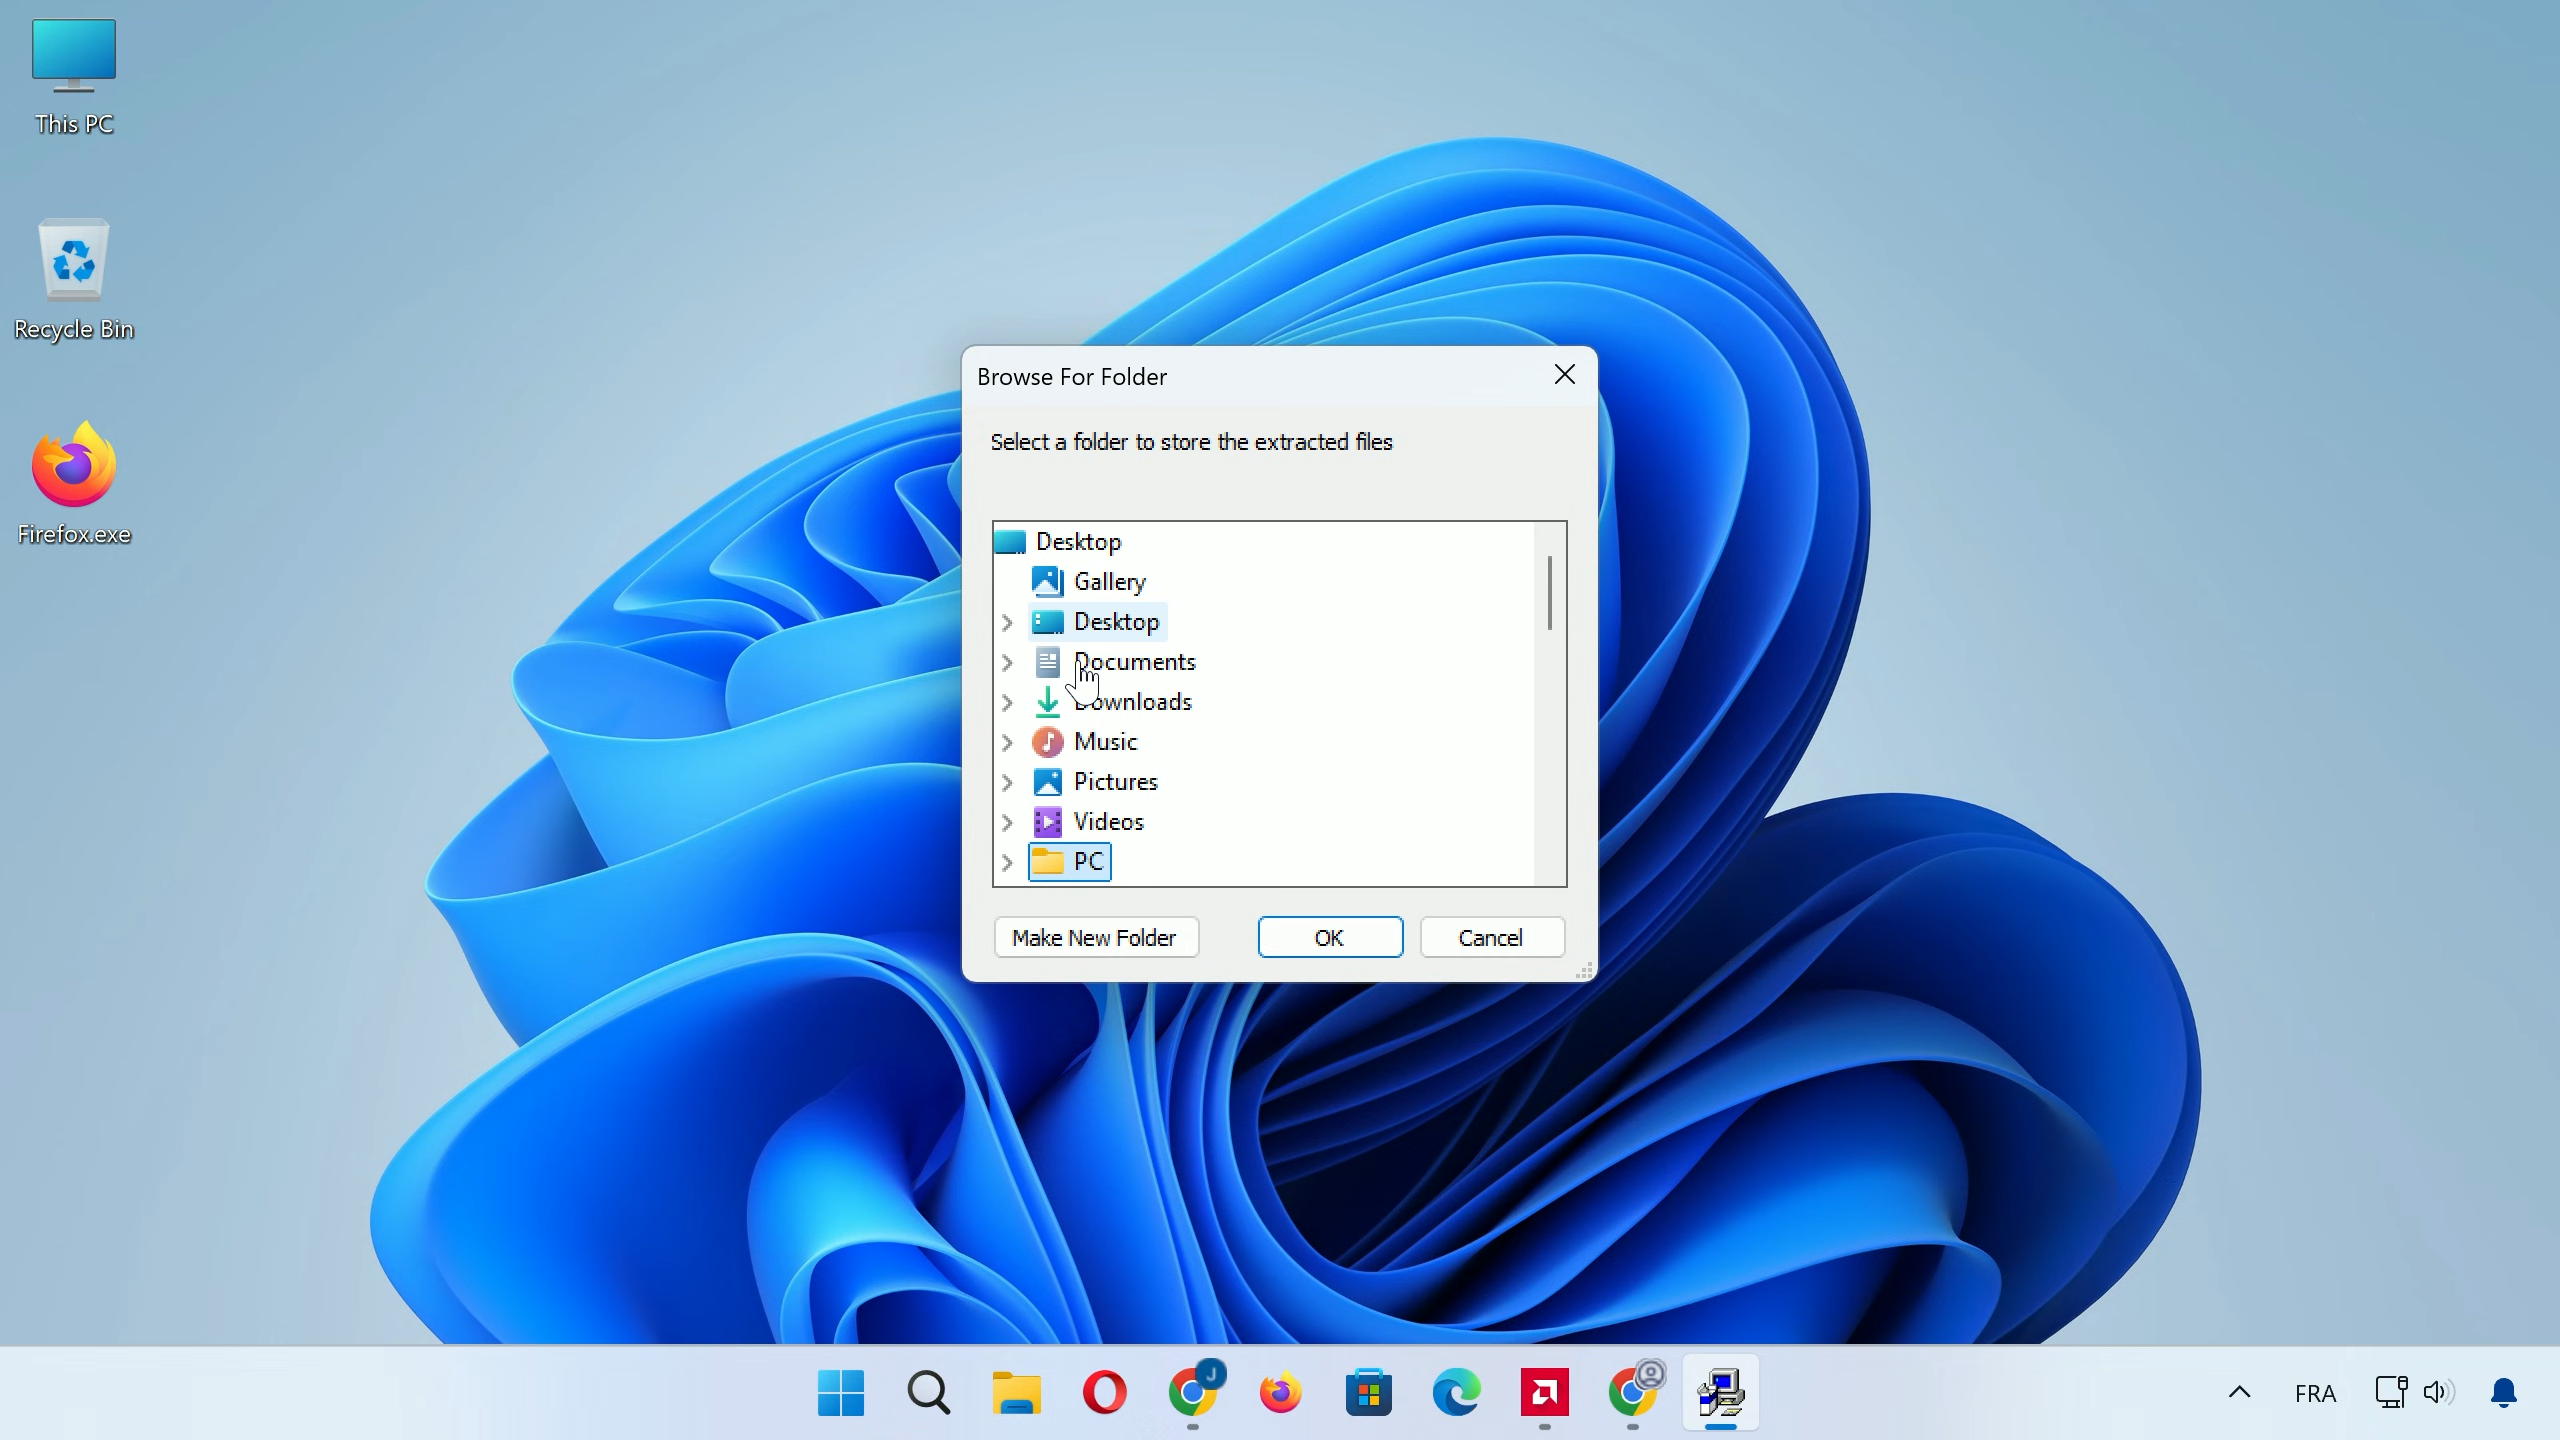 This PC
Recycle Bin
Firefox.exe
Browse For Folder
Select a folder to store the extracted files
Desktop
Gallery
Desktop
Documents
Downloads
Music
Pictures
Videos
PC
Make New Folder
OK
Cancel
J
FRA